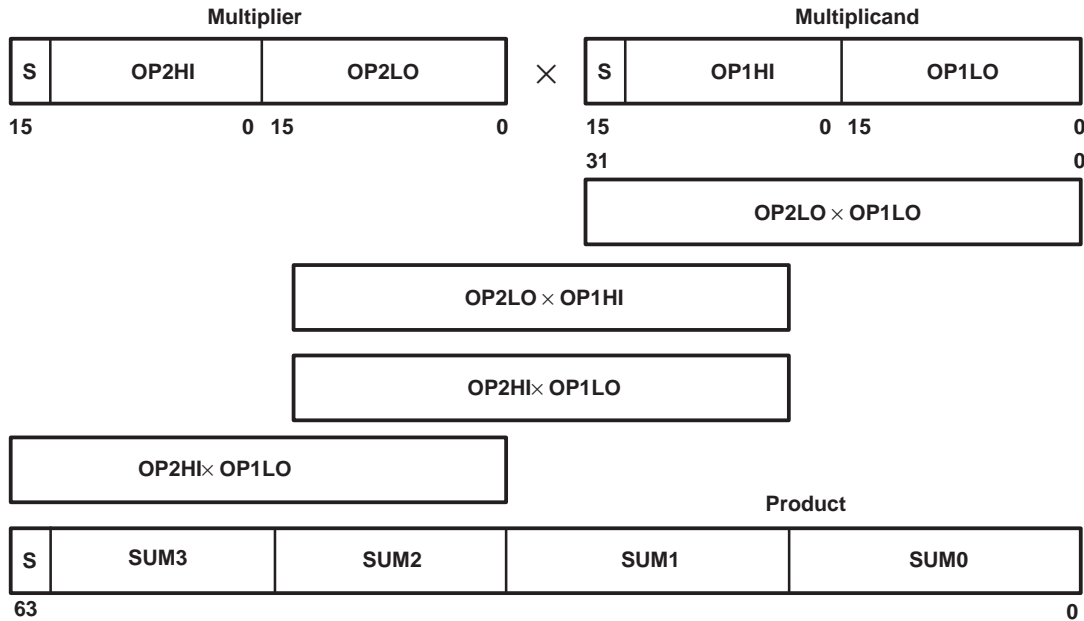 Multiplier Multiplicand
S OP2HI OP2LO × S OP1HI OP1LO
15 0 15 0 15 0 15 0
31 0
OP2LO × OP1LO
OP2LO × OP1HI
OP2HI× OP1LO
OP2HI× OP1LO
Product
S SUM3 SUM2 SUM1 SUM0
63 0